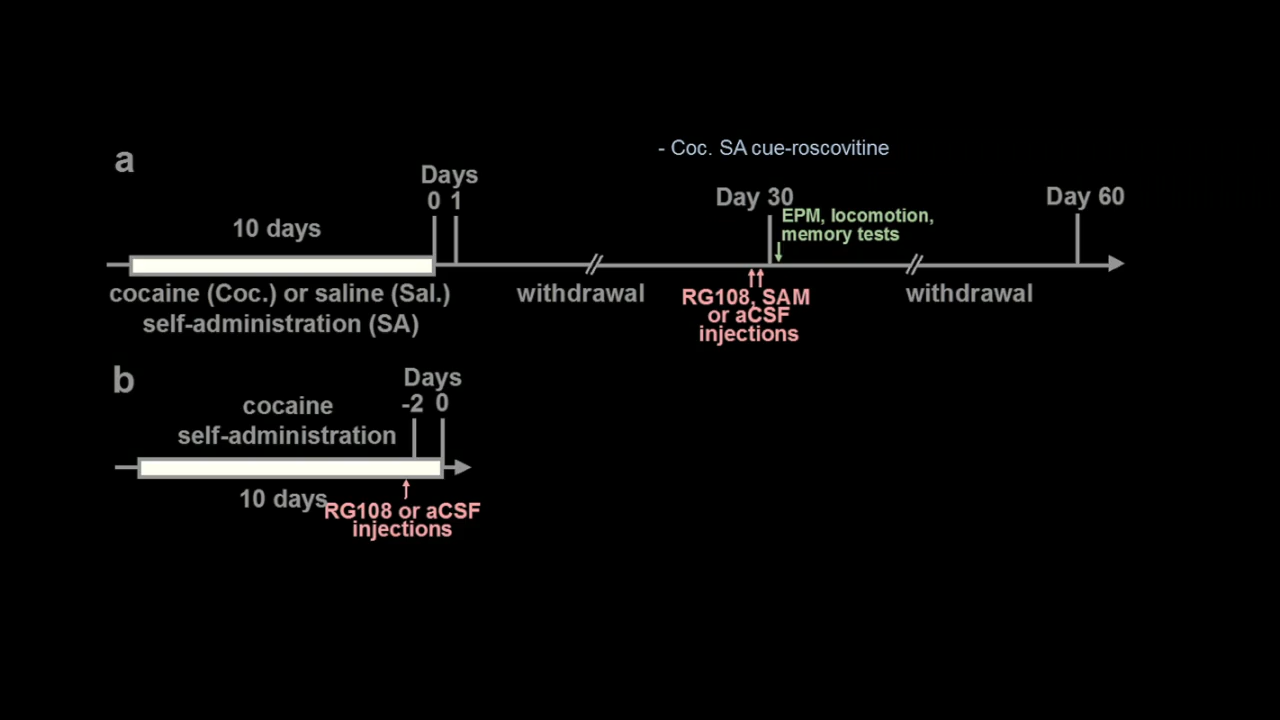 a
- Coc. SA cue-roscovitine
Days
0 1
Day 30
Day 60
10 days
EPM, locomotion,
memory tests
cocaine (Coc.) or saline (Sal.)
self-administration (SA)
withdrawal
RG108, SAM
or aCSF
injections
withdrawal
b
Days
-2 0
cocaine
self-administration
10 days
RG108 or aCSF
injections